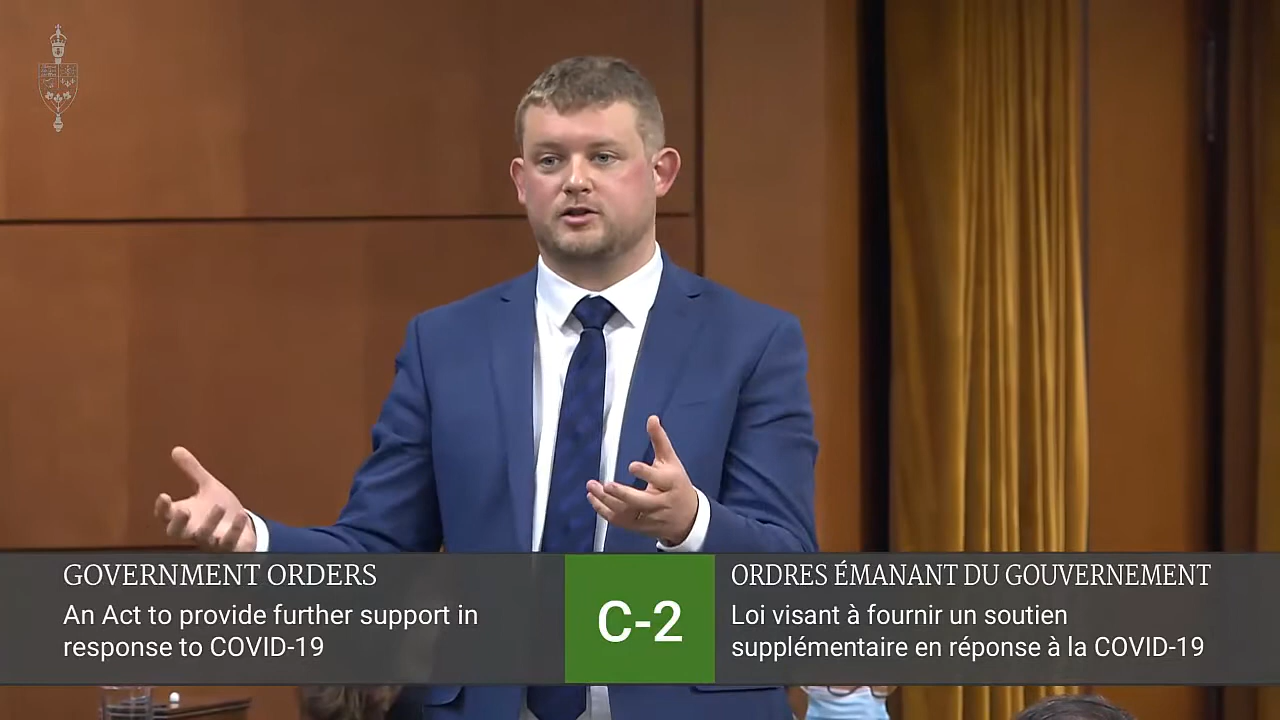 GOVERNMENT ORDERS
An Act to provide further support in
response to COVID-19
C-2
ORDRES ÉMANANT DU GOUVERNEMENT
Loi visant à fournir un soutien
supplémentaire en réponse à la COVID-19